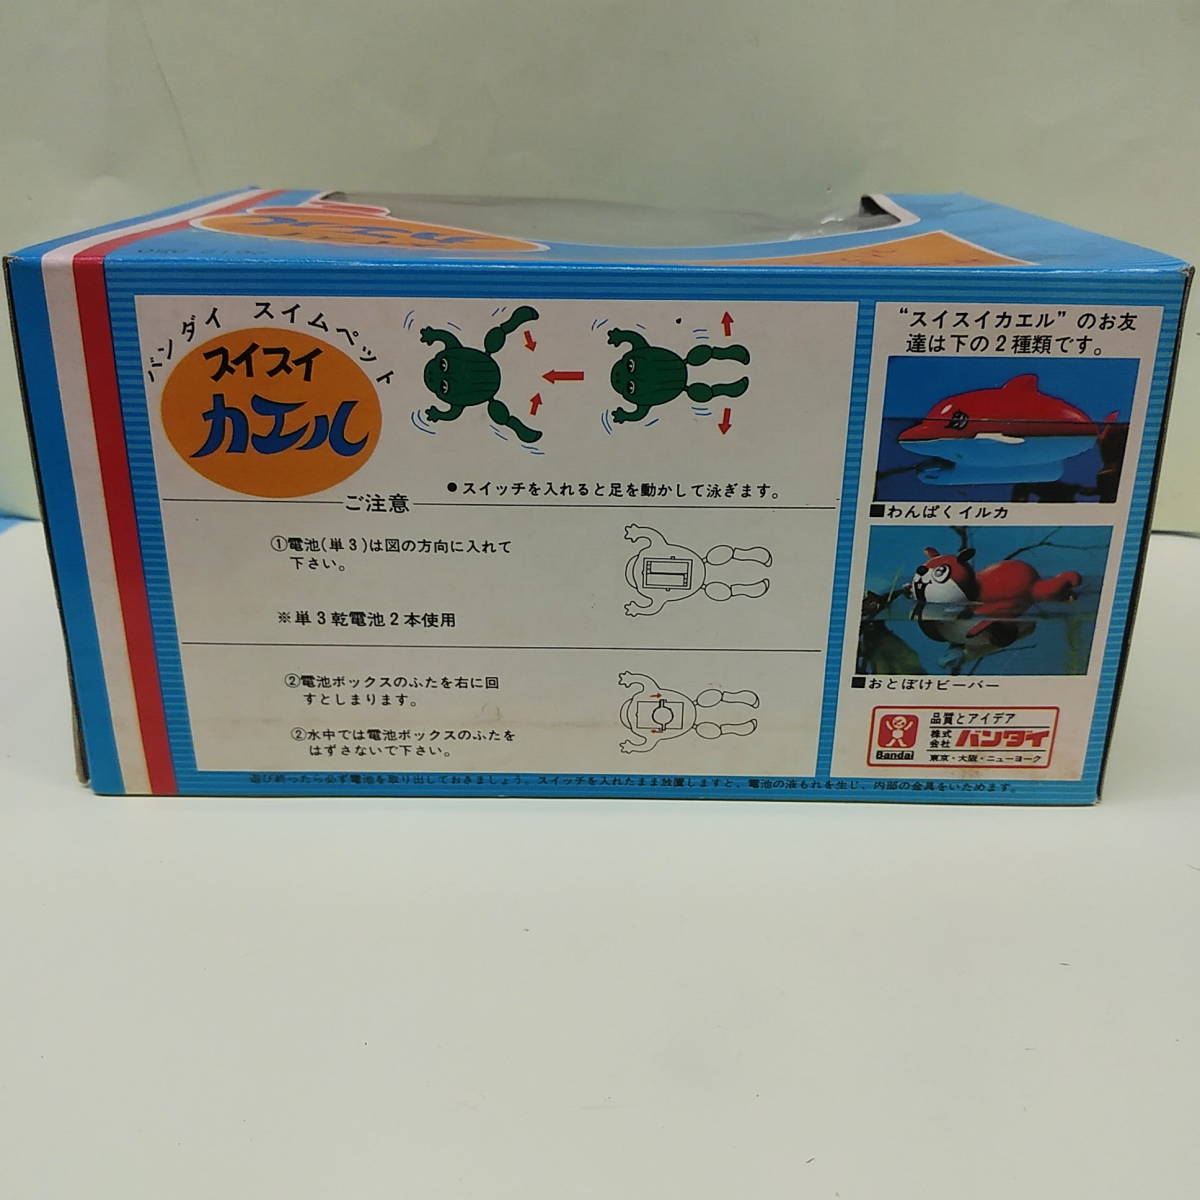 カエル
バンダイ スイムペット
スイスイ
カエル
●スイッチを入れると足を動かして泳ぎます。
ご注意
①電池(単3)は図の方向に入れて
下さい。
※単3乾電池2本使用
②電池ボックスのふたを右に回
すとしまります。
②水中では電池ボックスのふたを
はずさないで下さい。
遊び終ったら必ず電池を取り出しておきましょう。スイッチを入れたまま放置しますと、電池の液もれを生じ、内部の金具をいためます。
“スイスイカエル”のお友
達は下の2種類です。
■わんぱくイルカ
■おとぼけビーバー
Bandai
品質とアイデア
株式
会社
バンダイ
東京・大阪・ニューヨーク